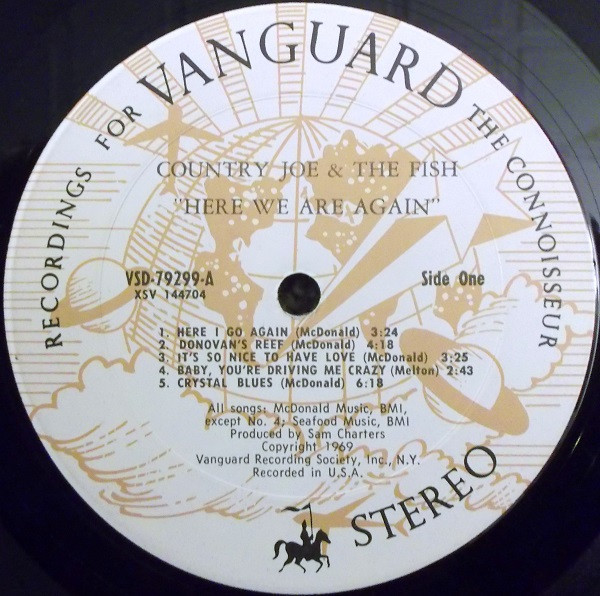 RECORDINGS FOR VANGUARD THE CONNOISSEUR
COUNTRY JOE & THE FISH
"HERE WE ARE AGAIN"
VSD-79299-A
XSV 144704
Side One
1. HERE I GO AGAIN (McDonald) 3:24
2. DONOVAN'S REEF (McDonald) 4:18
3. IT'S SO NICE TO HAVE LOVE (McDonald) 3:25
4. BABY, YOU'RE DRIVING ME CRAZY (Melton) 2:43
5. CRYSTAL BLUES (McDonald) 6:18
All songs: McDonald Music, BMI,
except No. 4; Seafood Music, BMI
Produced by Sam Charters
Copyright 1969
Vanguard Recording Society, Inc., N.Y.
Recorded in U.S.A.
STEREO